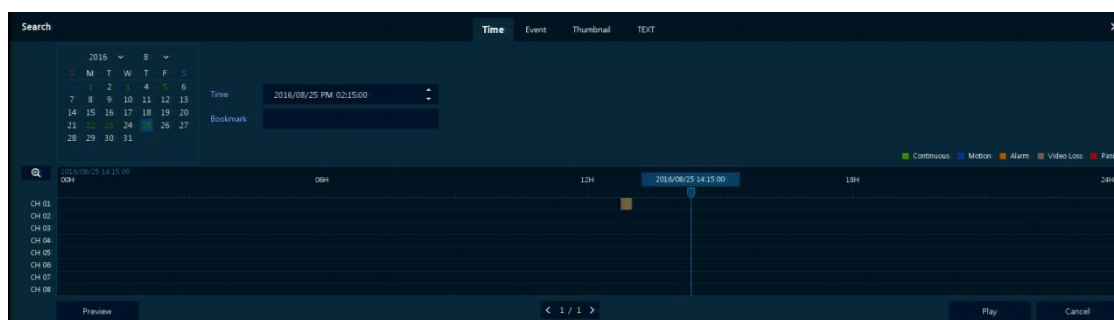 Search
Time Event Thumbnail TEXT
2016 8
S M T W T F S
1 2 3 4 5 6
7 8 9 10 11 12 13
14 15 16 17 18 19 20
21 22 23 24 25 26 27
28 29 30 31
Time 2016/08/25 PM 02:15:00
Bookmark
Continuous Motion Alarm Video Loss Pani
2016/08/25 14:15:00
00H 06H 12H 2016/08/25 14:15:00 18H 24H
CH 01
CH 02
CH 03
CH 04
CH 05
CH 06
CH 07
CH 08
Preview < 1 / 1 > Play Cancel